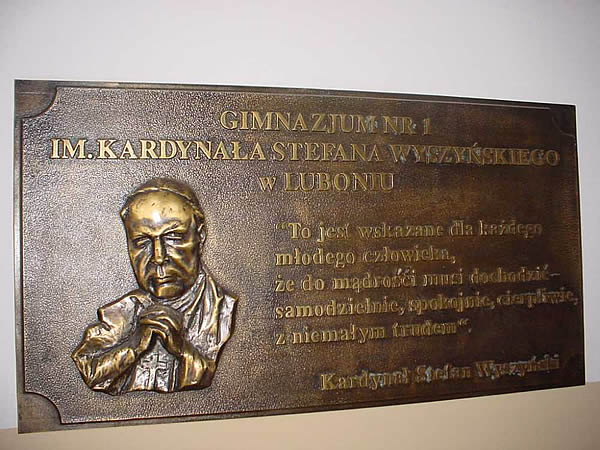 GIMNAZJUM NR 1
IM. KARDYNAŁA STEFANA WYSZYŃSKIEGO
w LUBONIU
“To jest wskazane dla każdego
młodego człowieka,
że do mądrości musi dochodzić –
samodzielnie, spokojnie, cierpliwie,
z niemałym trudem“.
Kardynał Stefan Wyszyński